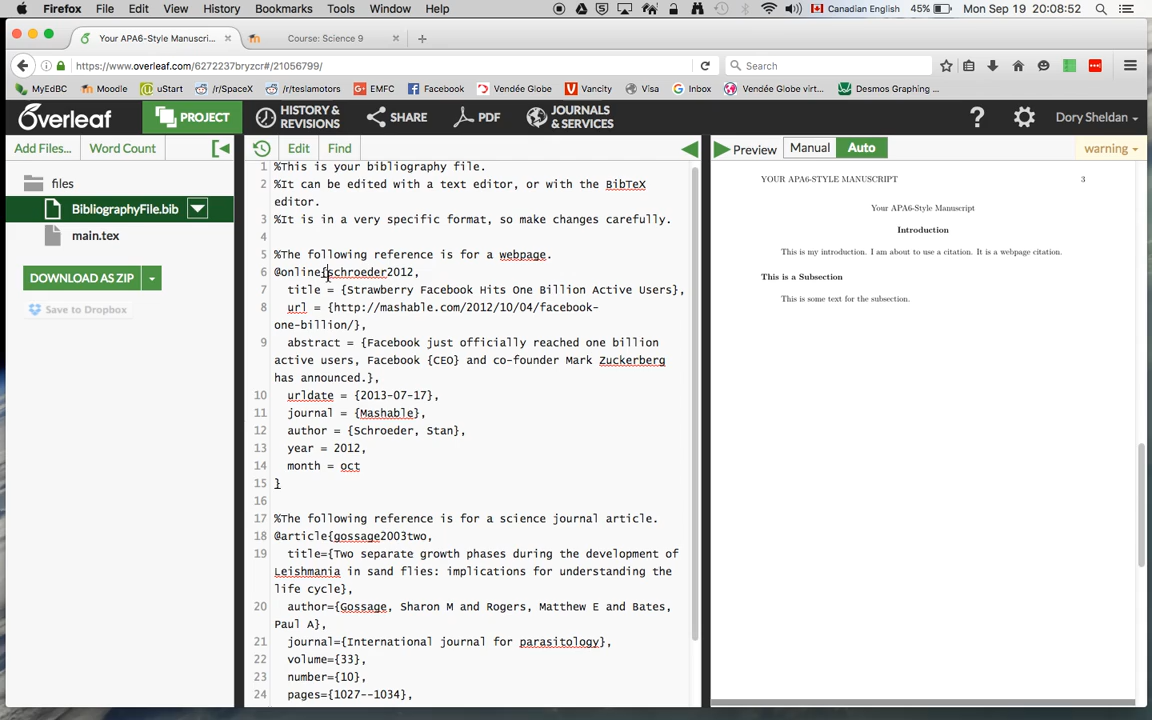 Firefox File Edit View History Bookmarks Tools Window Help Canadian English 45% Mon Sep 19 20:08:52
Your APA6-Style Manuscri... Course: Science 9
https://www.overleaf.com/6272237bryzcr#/21056799/ Search
MyEdBC Moodle uStart /r/SpaceX /r/teslamotors EMFC Facebook Vendée Globe Vancity Visa Inbox Vendée Globe virt... Desmos Graphing ...
Overleaf PROJECT HISTORY & REVISIONS SHARE PDF JOURNALS & SERVICES ? Dory Sheldan
Add Files... Word Count Edit Find Preview Manual Auto warning
files
BibliographyFile.bib
main.tex
DOWNLOAD AS ZIP
Save to Dropbox
1 %This is your bibliography file.
2 %It can be edited with a text editor, or with the BibTeX
editor.
3 %It is in a very specific format, so make changes carefully.
4
5 %The following reference is for a webpage.
6 @online{schroeder2012,
7 title = {Strawberry Facebook Hits One Billion Active Users},
8 url = {http://mashable.com/2012/10/04/facebook-
one-billion/},
9 abstract = {Facebook just officially reached one billion
active users, Facebook {CEO} and co-founder Mark Zuckerberg
has announced.},
10 urldate = {2013-07-17},
11 journal = {Mashable},
12 author = {Schroeder, Stan},
13 year = 2012,
14 month = oct
15 }
16
17 %The following reference is for a science journal article.
18 @article{gossage2003two,
19 title={Two separate growth phases during the development of
Leishmania in sand flies: implications for understanding the
life cycle},
20 author={Gossage, Sharon M and Rogers, Matthew E and Bates,
Paul A},
21 journal={International journal for parasitology},
22 volume={33},
23 number={10},
24 pages={1027--1034},
YOUR APA6-STYLE MANUSCRIPT 3
Your APA6-Style Manuscript
Introduction
This is my introduction. I am about to use a citation. It is a webpage citation.
This is a Subsection
This is some text for the subsection.